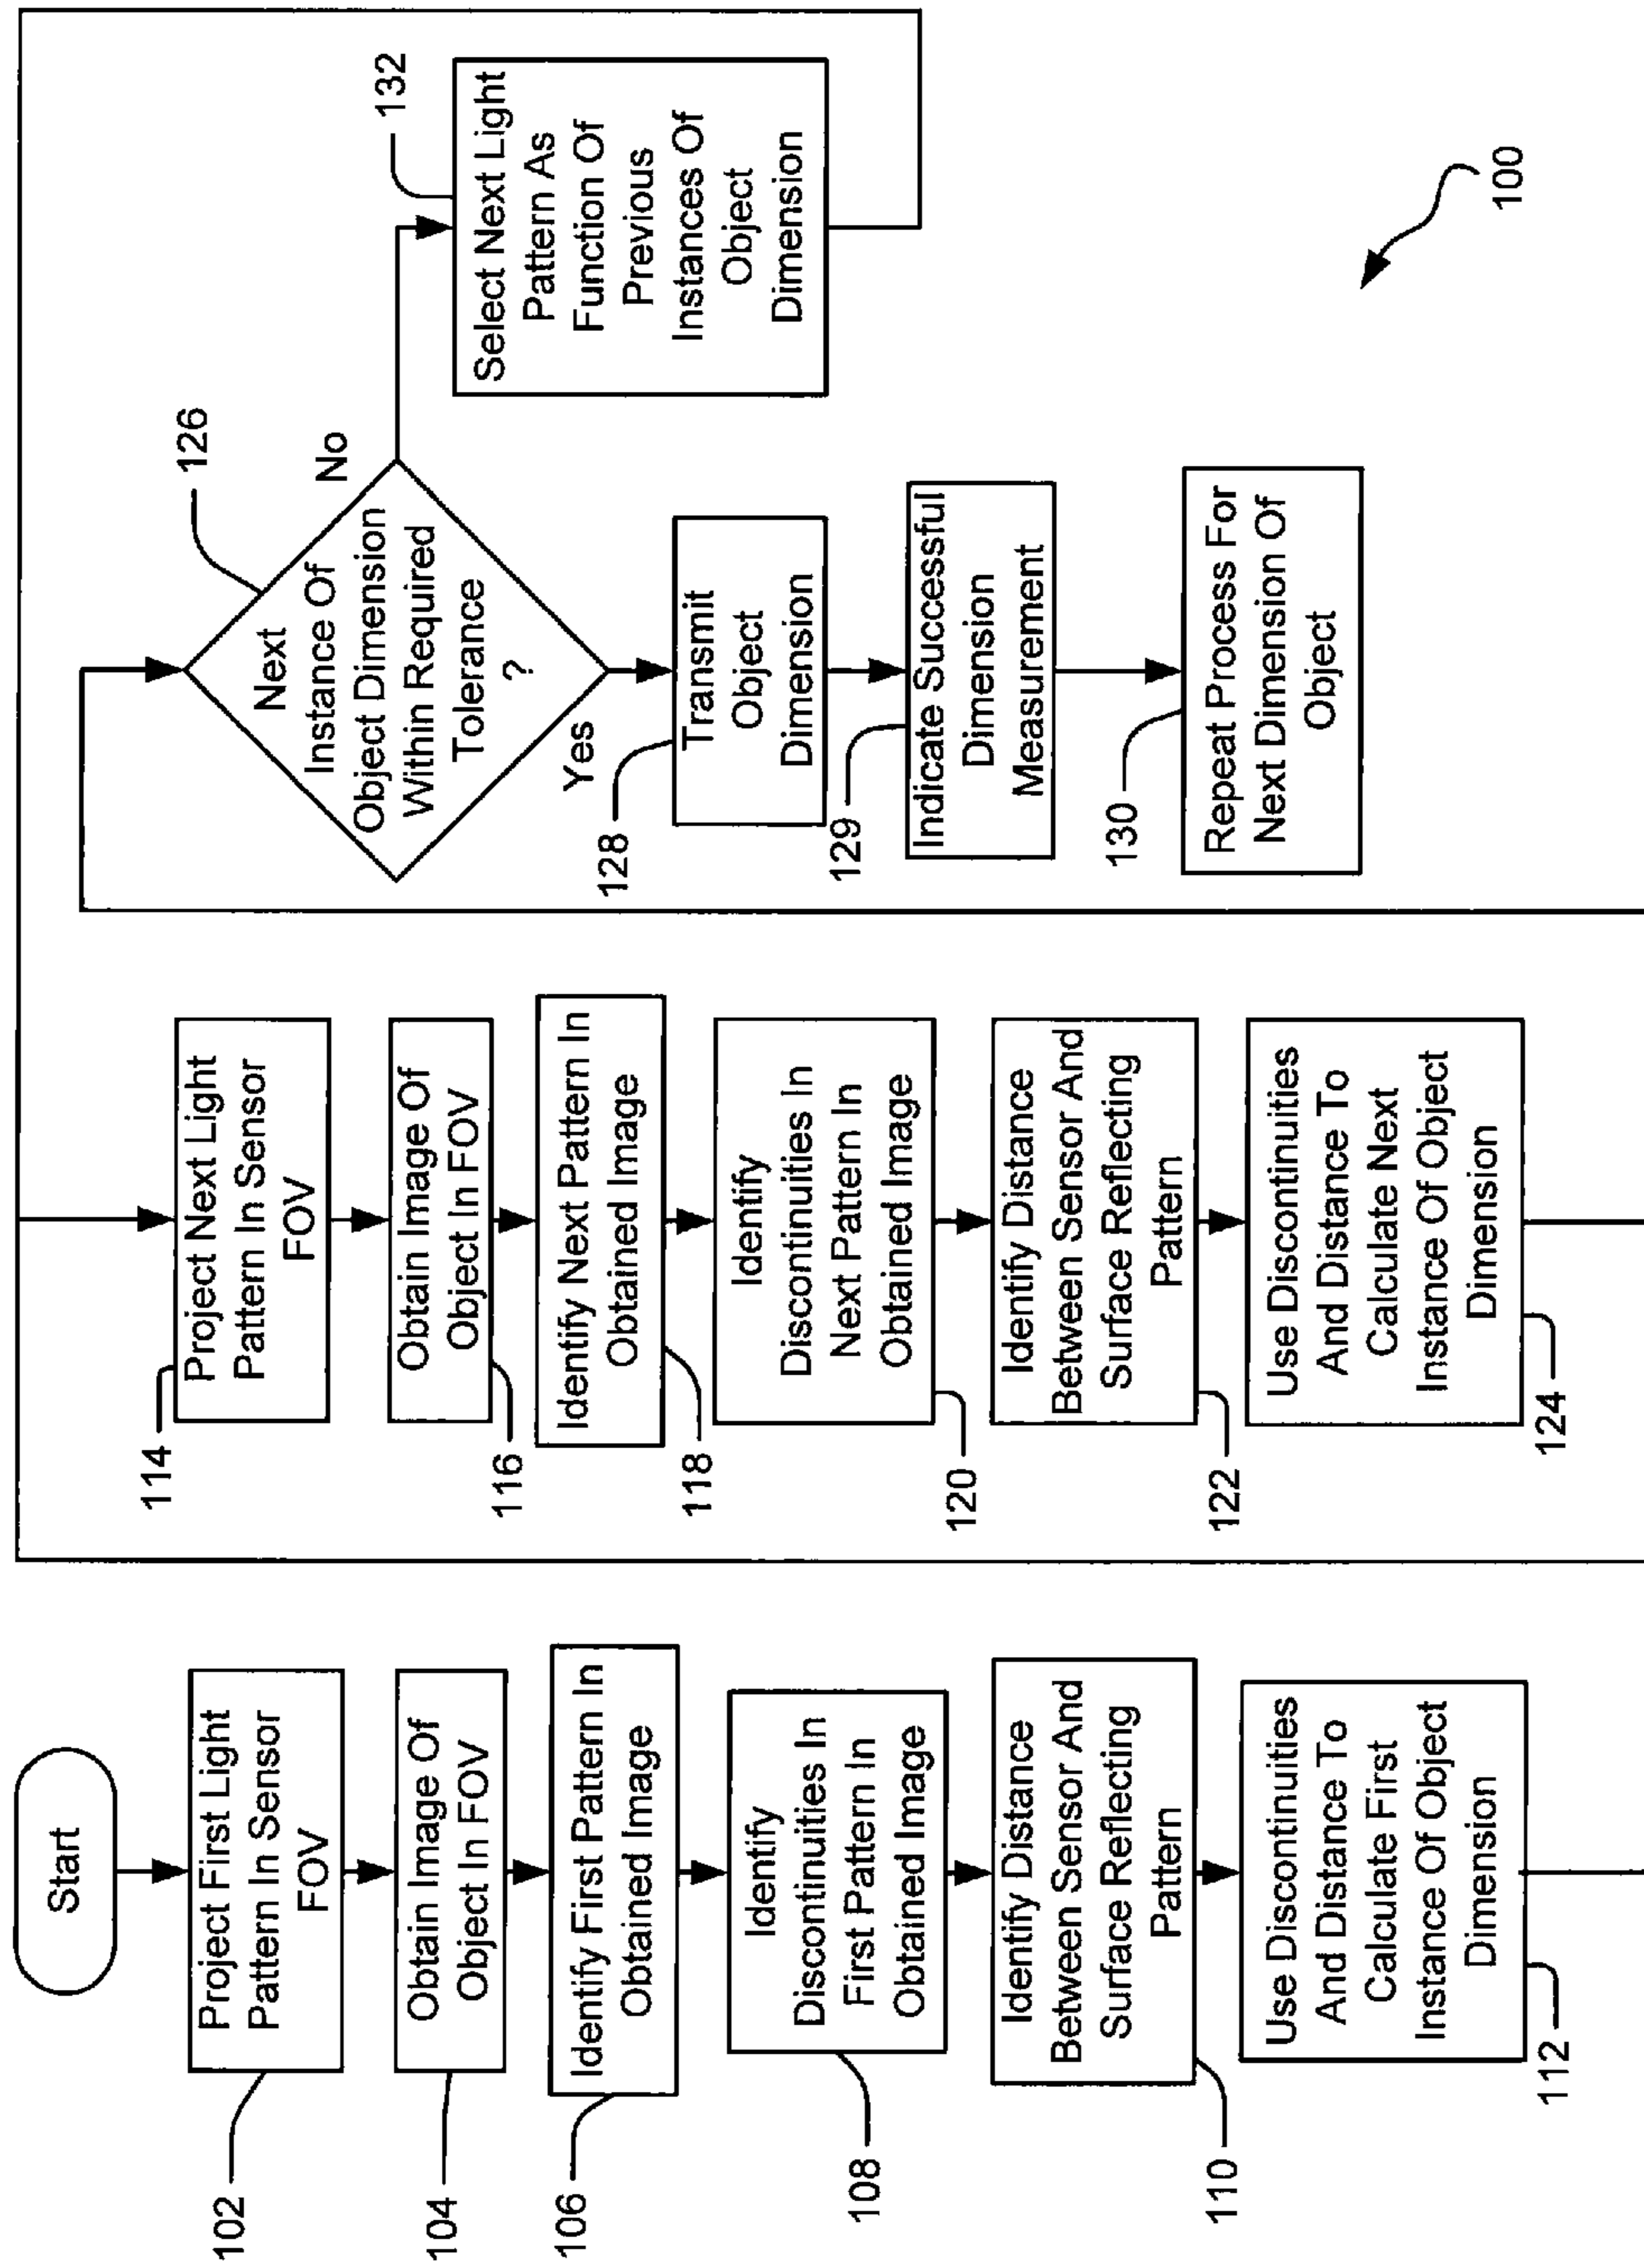 Start
102
Project First Light
Pattern In Sensor
FOV
104
Obtain Image Of
Object In FOV
106
Identify First Pattern In
Obtained Image
108
Identify
Discontinuities In
First Pattern In
Obtained Image
110
Identify Distance
Between Sensor And
Surface Reflecting
Pattern
112
Use Discontinuities
And Distance To
Calculate First
Instance Of Object
Dimension
114
Project Next Light
Pattern In Sensor
FOV
116
Obtain Image Of
Object In FOV
118
Identify Next Pattern In
Obtained Image
120
Identify
Discontinuities In
Next Pattern In
Obtained Image
122
Identify Distance
Between Sensor And
Surface Reflecting
Pattern
124
Use Discontinuities
And Distance To
Calculate Next
Instance Of Object
Dimension
126
Next
Instance Of
Object Dimension
Within Required
Tolerance
?
No
Yes
128
Transmit
Object
Dimension
129
Indicate Successful
Dimension
Measurement
130
Repeat Process For
Next Dimension Of
Object
132
Select Next Light
Pattern As
Function Of
Previous
Instances Of
Object
Dimension
100